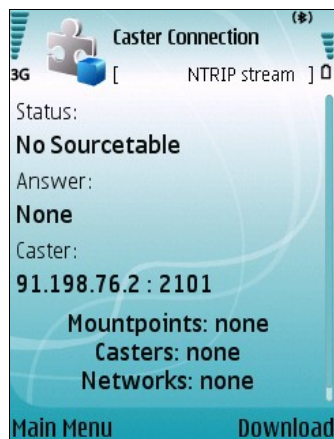 Caster Connection
3G [ NTRIP stream ]
Status:
No Sourcetable
Answer:
None
Caster:
91.198.76.2 : 2101
Mountpoints: none
Casters: none
Networks: none
Main Menu Download